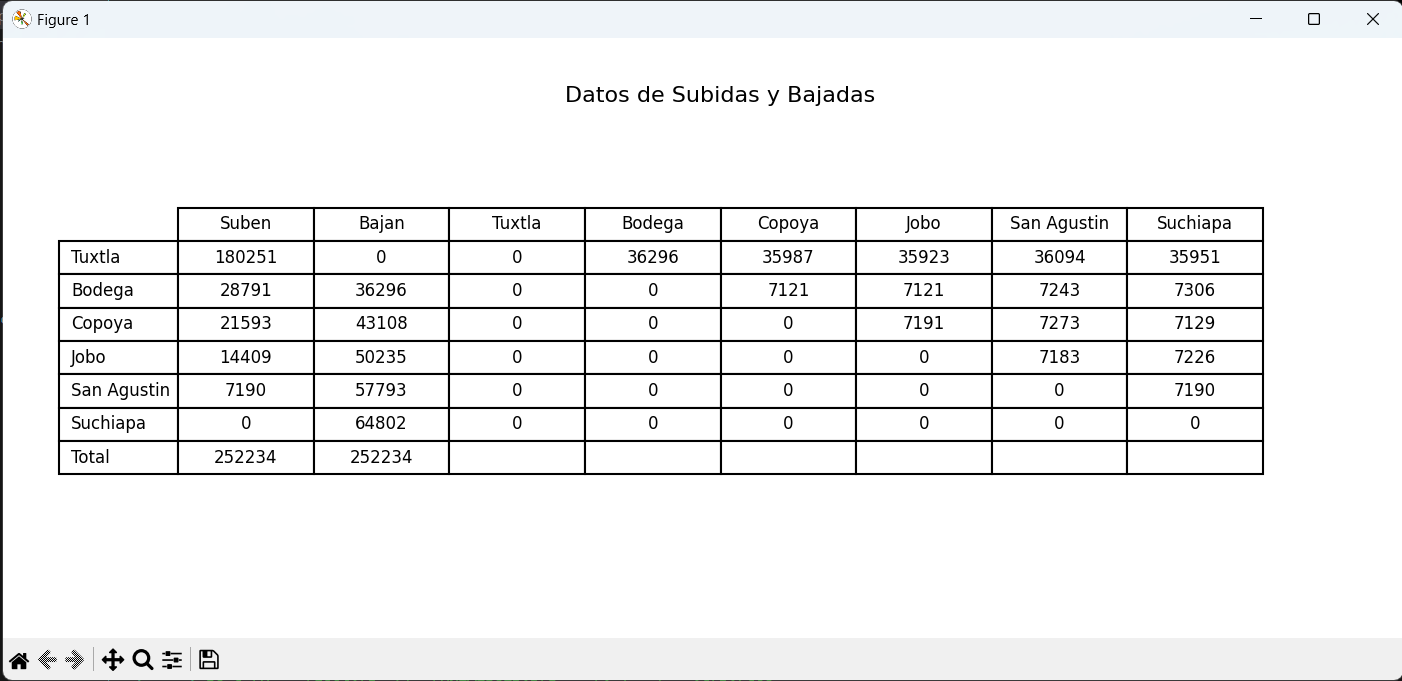 Figure 1
Datos de Subidas y Bajadas
Suben Bajan Tuxtla Bodega Copoya Jobo San Agustin Suchiapa
Tuxtla 180251 0 0 36296 35987 35923 36094 35951
Bodega 28791 36296 0 0 7121 7121 7243 7306
Copoya 21593 43108 0 0 0 7191 7273 7129
Jobo 14409 50235 0 0 0 0 7183 7226
San Agustin 7190 57793 0 0 0 0 0 7190
Suchiapa 0 64802 0 0 0 0 0 0
Total 252234 252234